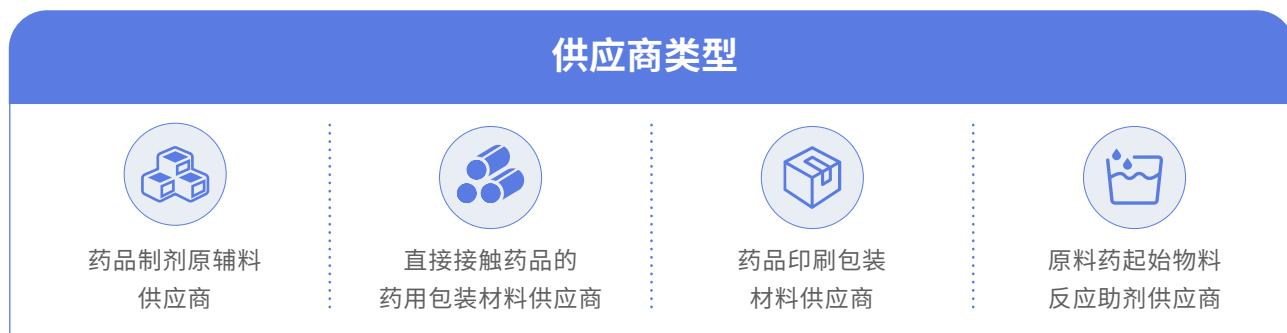 供应商类型
药品制剂原辅料
供应商
直接接触药品的
药用包装材料供应商
药品印刷包装
材料供应商
原料药起始物料
反应助剂供应商